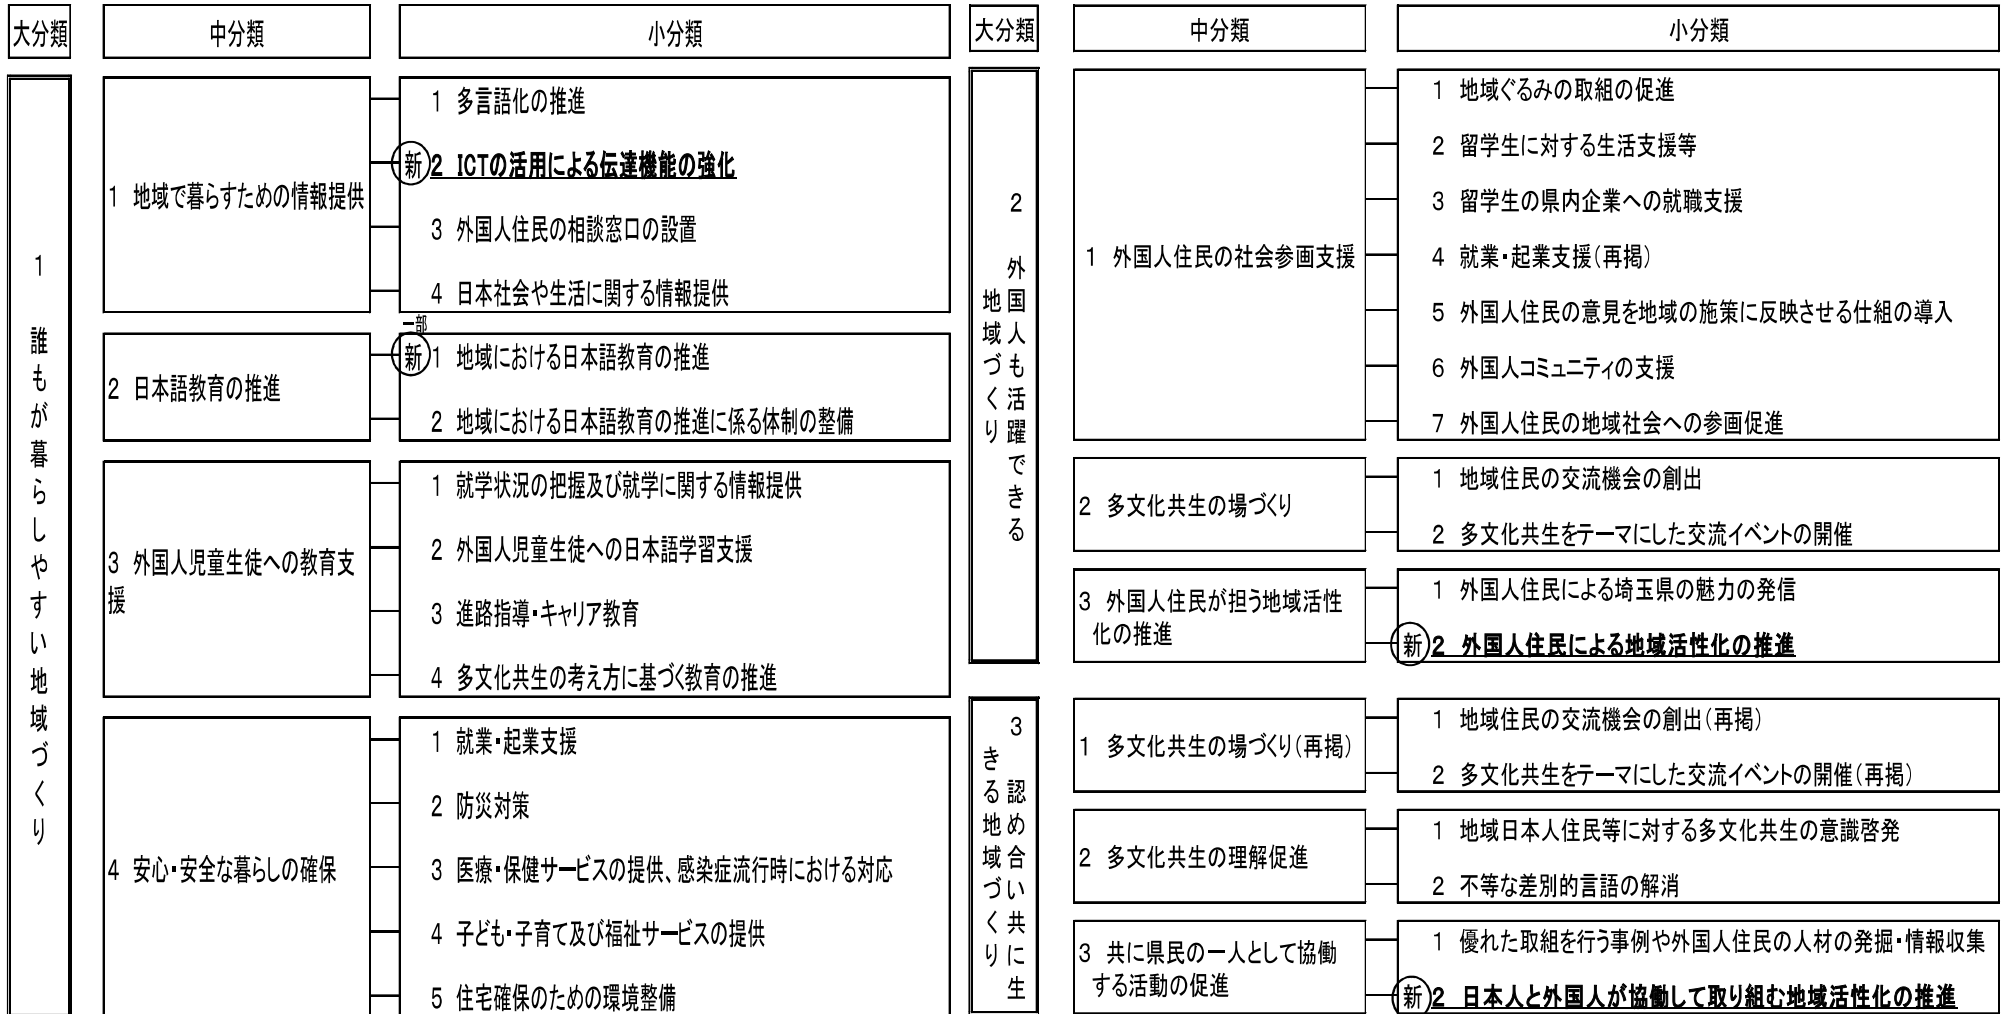 大分類
中分類
小分類
1 誰もが暮らしやすい地域づくり
1 地域で暮らすための情報提供
1 多言語化の推進
新 2 ICTの活用による伝達機能の強化
3 外国人住民の相談窓口の設置
4 日本社会や生活に関する情報提供
2 日本語教育の推進
一部
新 1 地域における日本語教育の推進
2 地域における日本語教育の推進に係る体制の整備
3 外国人児童生徒への教育支
援
1 就学状況の把握及び就学に関する情報提供
2 外国人児童生徒への日本語学習支援
3 進路指導・キャリア教育
4 多文化共生の考え方に基づく教育の推進
4 安心・安全な暮らしの確保
1 就業・起業支援
2 防災対策
3 医療・保健サービスの提供、感染症流行時における対応
4 子ども・子育て及び福祉サービスの提供
5 住宅確保のための環境整備
大分類
中分類
小分類
2 外国人も活躍できる
地域づくり
1 外国人住民の社会参画支援
1 地域ぐるみの取組の促進
2 留学生に対する生活支援等
3 留学生の県内企業への就職支援
4 就業・起業支援(再掲)
5 外国人住民の意見を地域の施策に反映させる仕組の導入
6 外国人コミュニティの支援
7 外国人住民の地域社会への参画促進
2 多文化共生の場づくり
1 地域住民の交流機会の創出
2 多文化共生をテーマにした交流イベントの開催
3 外国人住民が担う地域活性
化の推進
1 外国人住民による埼玉県の魅力の発信
新 2 外国人住民による地域活性化の推進
3 認め合い共に生
きる地域づくり
1 多文化共生の場づくり(再掲)
1 地域住民の交流機会の創出(再掲)
2 多文化共生をテーマにした交流イベントの開催(再掲)
2 多文化共生の理解促進
1 地域日本人住民等に対する多文化共生の意識啓発
2 不等な差別的言語の解消
3 共に県民の一人として協働
する活動の促進
1 優れた取組を行う事例や外国人住民の人材の発掘・情報収集
新 2 日本人と外国人が協働して取り組む地域活性化の推進